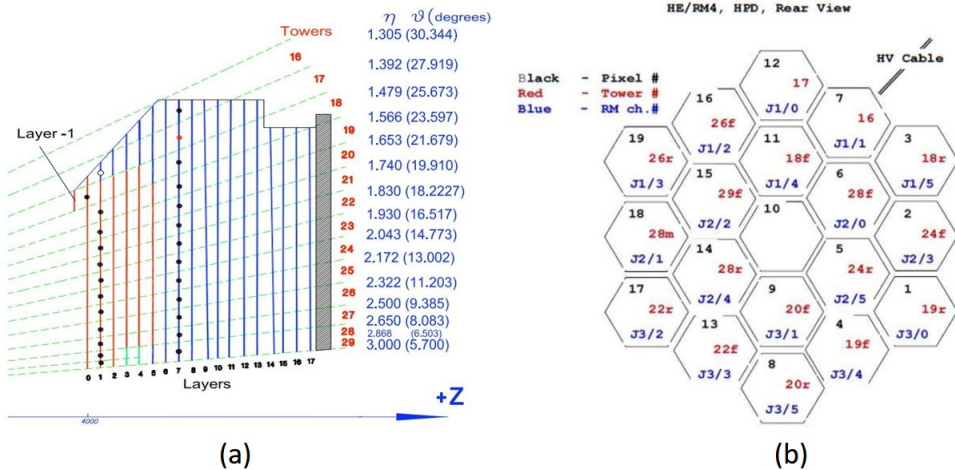 η ϑ (degrees)
Towers
1.305 (30.344)
16
1.392 (27.919)
17
1.479 (25.673)
18
1.566 (23.597)
Layer -1
19
1.653 (21.679)
20
1.740 (19.910)
21
1.830 (18.2227)
22
1.930 (16.517)
23
2.043 (14.773)
24
2.172 (13.002)
25
2.322 (11.203)
26
2.500 (9.385)
27
2.650 (8.083)
28
2.868 (6.503)
29
3.000 (5.700)
0 1 2 3 4 5 6 7 8 9 10 11 12 13 14 15 16 17
Layers
+Z
4000
(a)
HE/RM4, HPD, Rear View
HV Cable
Black - Pixel #
Red - Tower #
Blue - RM ch.#
12
17
J1/0
16
26f
J1/2
7
16
J1/1
19
26r
J1/3
11
18f
J1/4
3
18r
J1/5
15
29f
J2/2
6
28f
J2/0
18
28m
J2/1
10
2
24f
J2/3
14
28r
J2/4
5
24r
J2/5
17
22r
J3/2
9
20f
J3/1
1
19r
J3/0
13
22f
J3/3
4
19f
J3/4
8
20r
J3/5
(b)